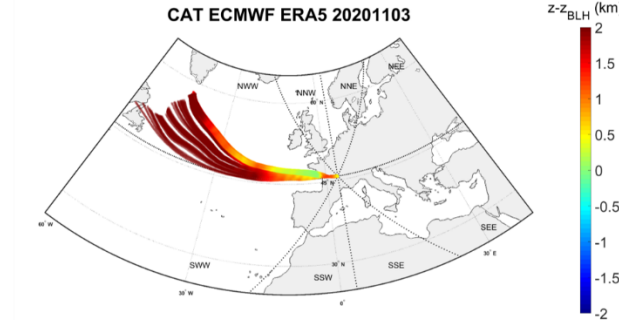 CAT ECMWF ERA5 20201103
z-z_BLH (km
2
1.5
1
0.5
0
-0.5
-1
-1.5
-2
NWW
NNW
NNE
NEE
60° N
45° N
60° W
SWW
30° N
SSW
SSE
SEE
30° E
30° W
0°